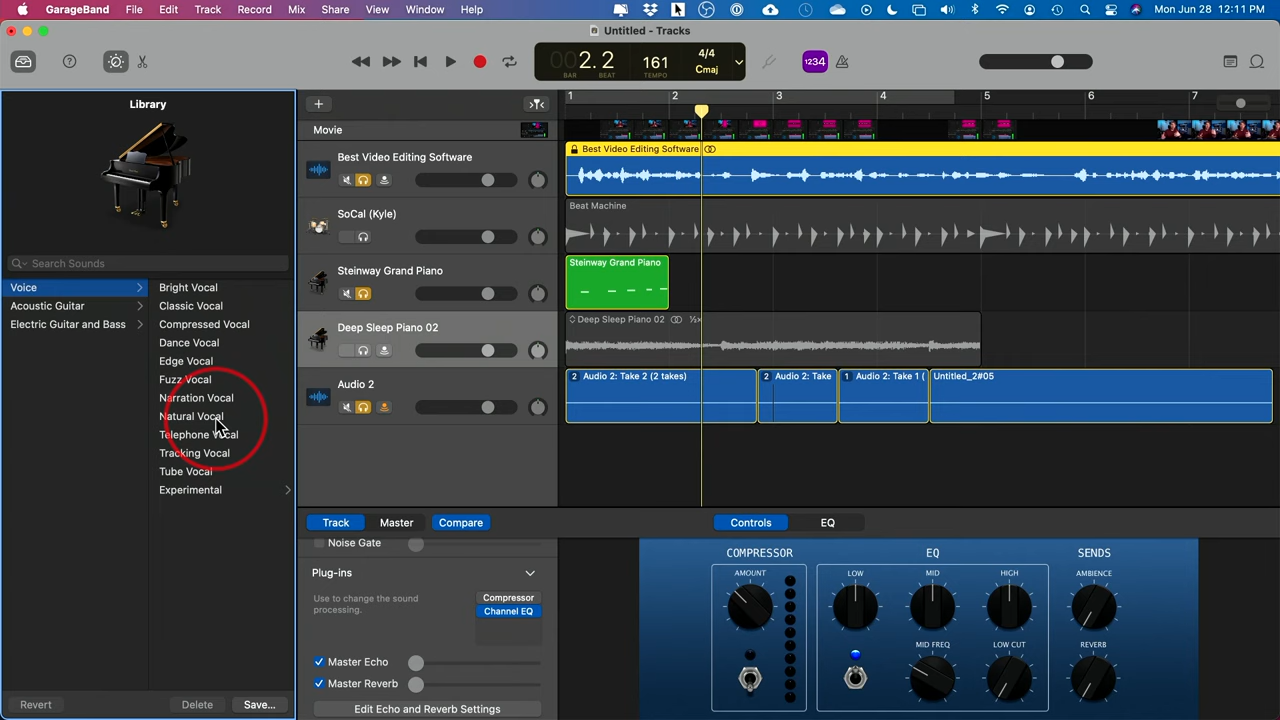 GarageBand File Edit Track Record Mix Share View Window Help
Mon Jun 28 12:11 PM
Untitled - Tracks
002.2
BAR BEAT
161
TEMPO
4/4
Cmaj
1234
Library
Search Sounds
Voice
Acoustic Guitar
Electric Guitar and Bass
Bright Vocal
Classic Vocal
Compressed Vocal
Dance Vocal
Edge Vocal
Fuzz Vocal
Narration Vocal
Natural Vocal
Telephone Vocal
Tracking Vocal
Tube Vocal
Experimental
Revert
Delete
Save...
1 2 3 4 5 6 7
Movie
Best Video Editing Software
SoCal (Kyle)
Steinway Grand Piano
Deep Sleep Piano 02
Audio 2
Best Video Editing Software
Beat Machine
Steinway Grand Piano
Deep Sleep Piano 02 ½×
2 Audio 2: Take 2 (2 takes)
2 Audio 2: Take
1 Audio 2: Take 1 (
Untitled_2#05
Track Master Compare
Controls EQ
Noise Gate
Plug-ins
Use to change the sound
processing.
Compressor
Channel EQ
Master Echo
Master Reverb
Edit Echo and Reverb Settings
COMPRESSOR
AMOUNT
EQ
LOW MID HIGH
MID FREQ LOW CUT
SENDS
AMBIENCE
REVERB